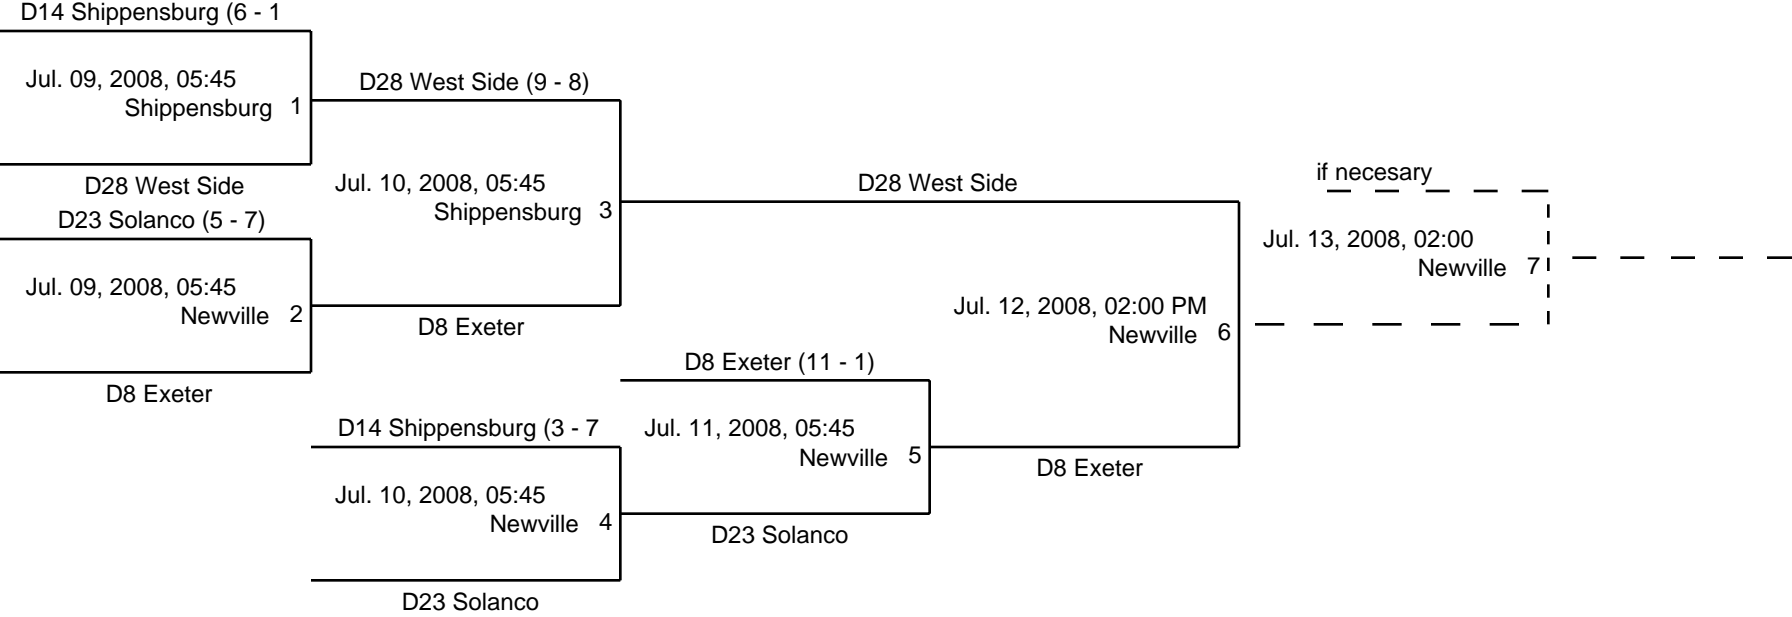 D14 Shippensburg (6 - 1
Jul. 09, 2008, 05:45
Shippensburg 1
D28 West Side
D23 Solanco (5 - 7)
Jul. 09, 2008, 05:45
Newville 2
D8 Exeter
D28 West Side (9 - 8)
Jul. 10, 2008, 05:45
Shippensburg 3
D8 Exeter
D14 Shippensburg (3 - 7
Jul. 10, 2008, 05:45
Newville 4
D23 Solanco
D8 Exeter (11 - 1)
Jul. 11, 2008, 05:45
Newville 5
D23 Solanco
D28 West Side
Jul. 12, 2008, 02:00 PM
Newville 6
D8 Exeter
if necesary
Jul. 13, 2008, 02:00
Newville 7